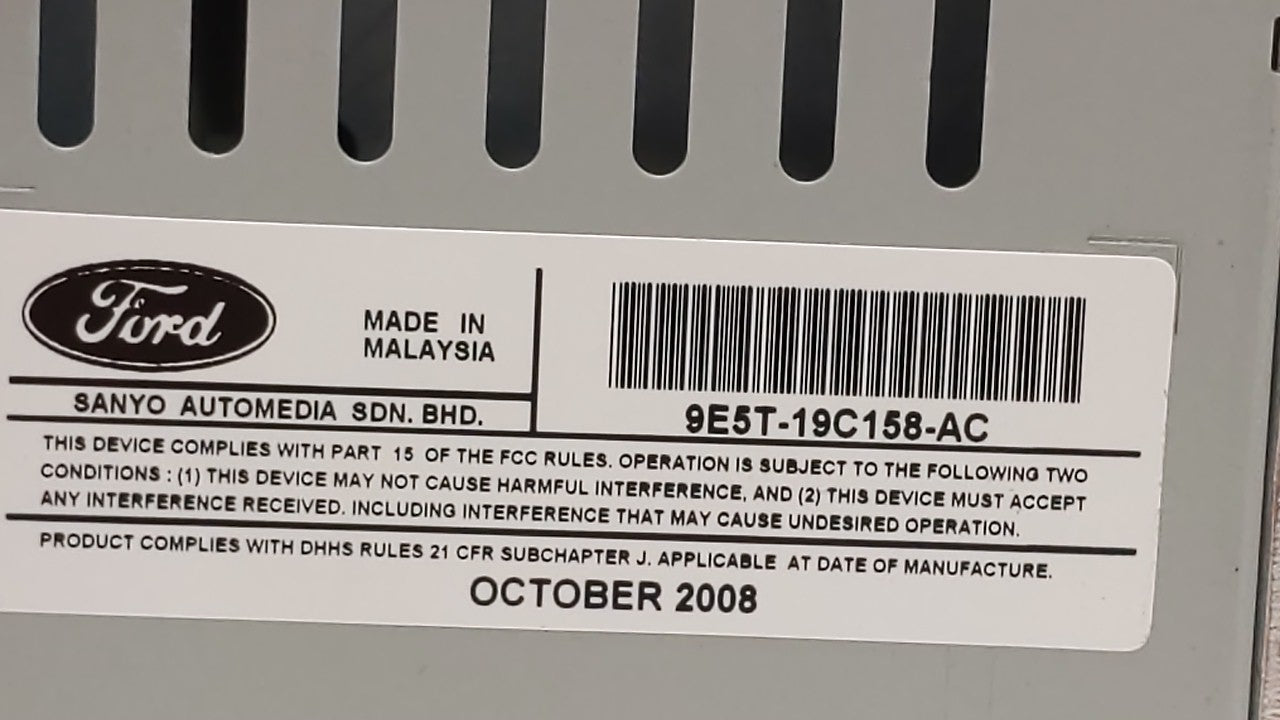 Ford
MADE IN
MALAYSIA
SANYO AUTOMEDIA SDN. BHD.
9E5T-19C158-AC
THIS DEVICE COMPLIES WITH PART 15 OF THE FCC RULES. OPERATION IS SUBJECT TO THE FOLLOWING TWO
CONDITIONS : (1) THIS DEVICE MAY NOT CAUSE HARMFUL INTERFERENCE, AND (2) THIS DEVICE MUST ACCEPT
ANY INTERFERENCE RECEIVED. INCLUDING INTERFERENCE THAT MAY CAUSE UNDESIRED OPERATION.
PRODUCT COMPLIES WITH DHHS RULES 21 CFR SUBCHAPTER J. APPLICABLE AT DATE OF MANUFACTURE.
OCTOBER 2008